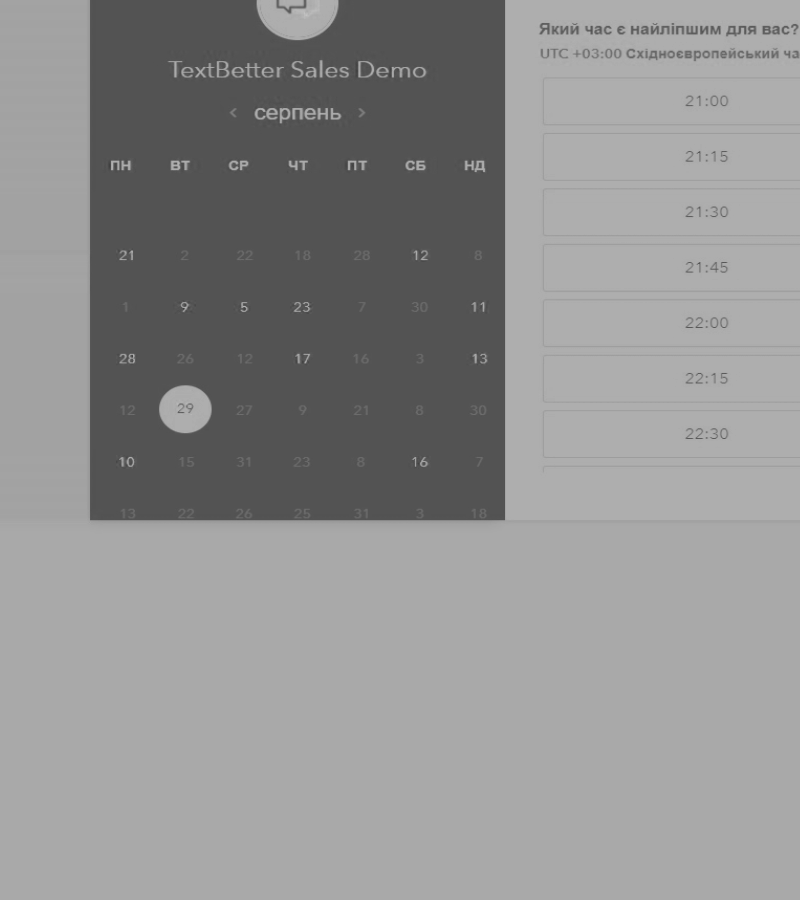 TextBetter Sales Demo
‹ серпень ›
ПН ВТ СР ЧТ ПТ СБ НД
21 2 22 18 28 12 8
1 9 5 23 7 30 11
28 26 12 17 16 3 13
12 29 27 9 21 8 30
10 15 31 23 8 16 7
13 22 26 25 31 3 18
Який час є найліпшим для вас?
UTC +03:00 Східноєвропейський ча
21:00
21:15
21:30
21:45
22:00
22:15
22:30